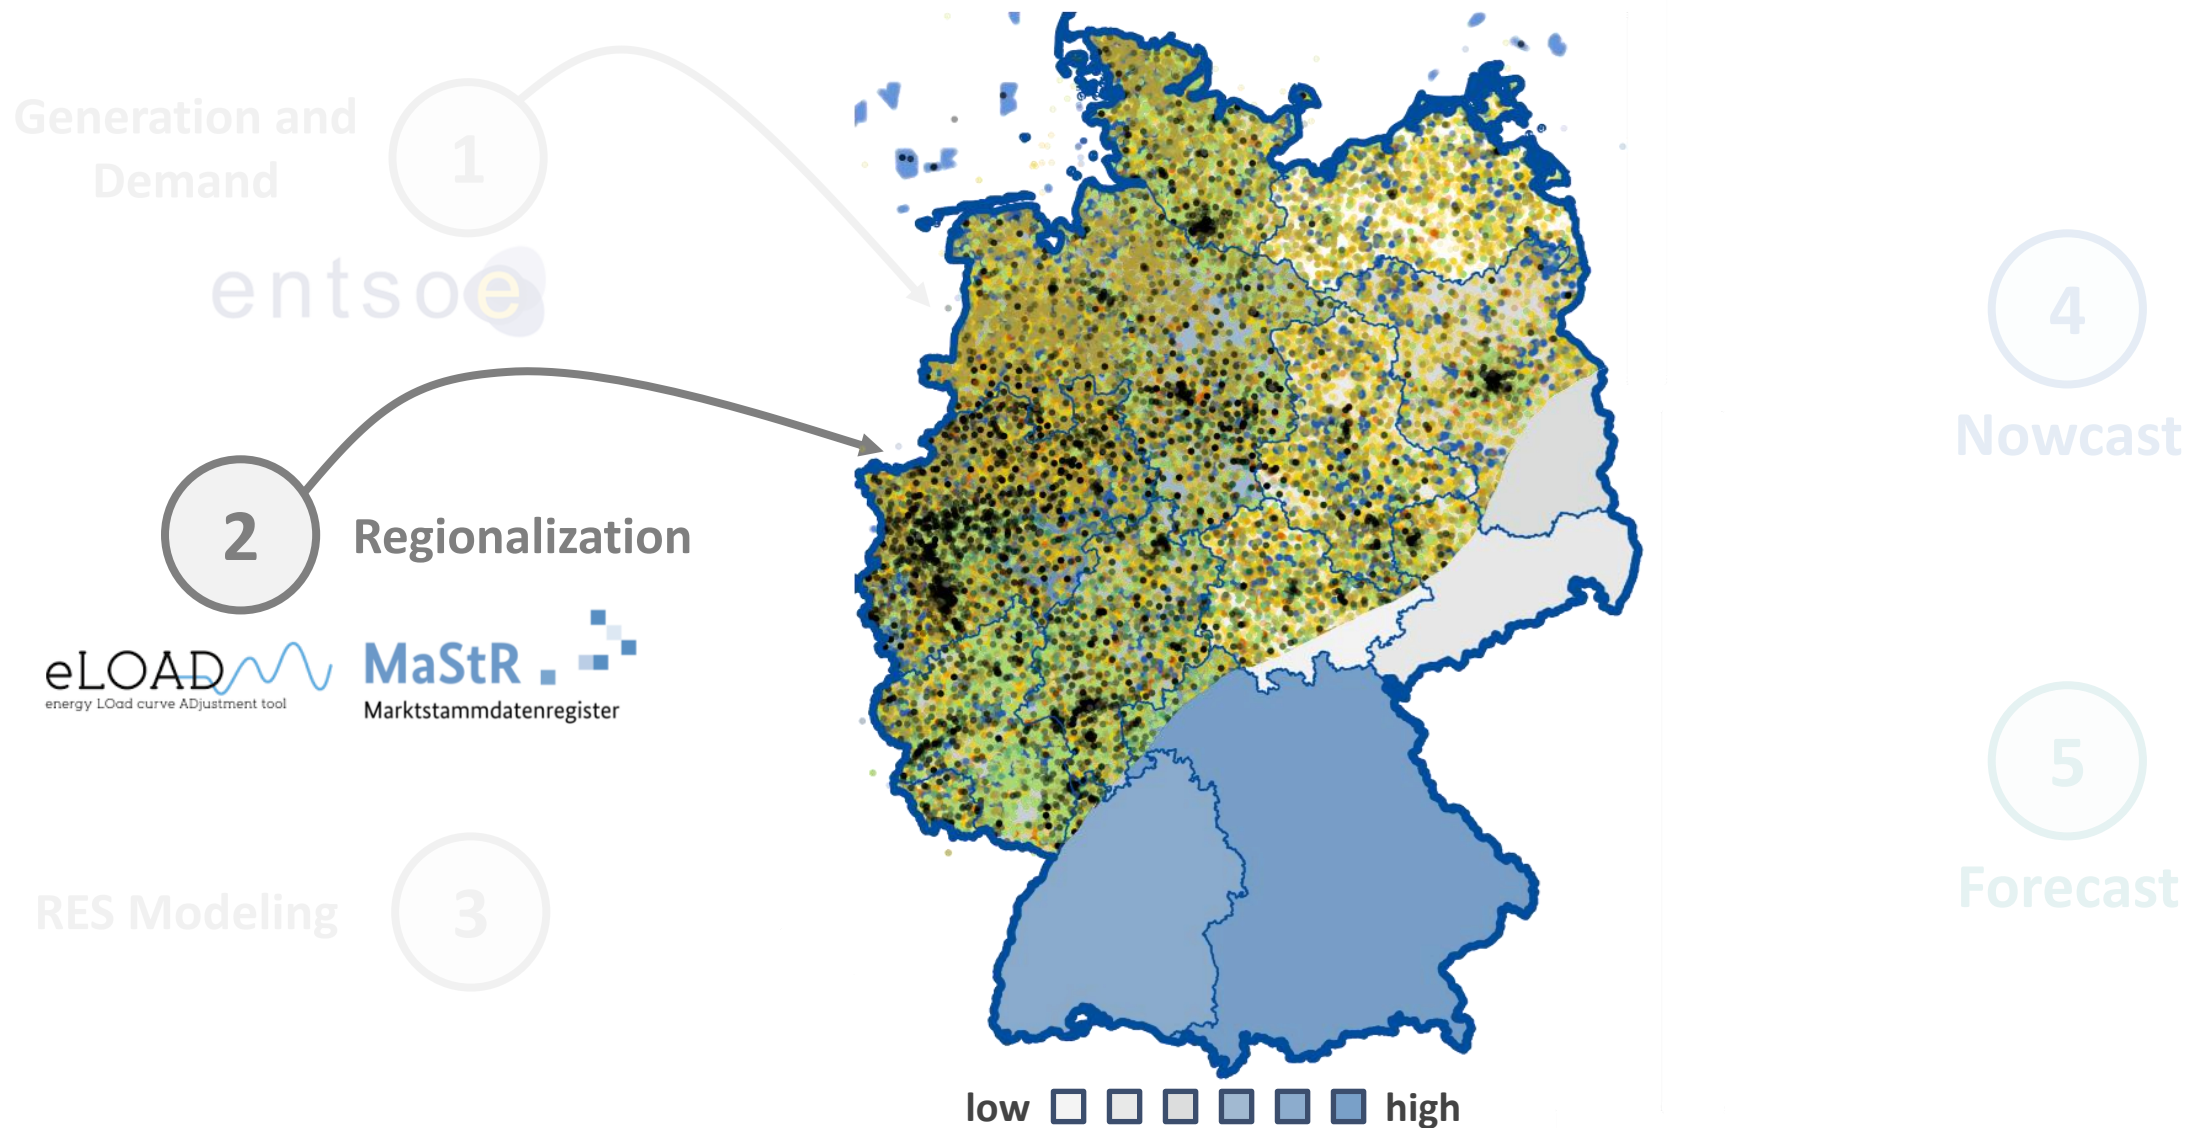 Generation and
Demand
1
entsoe
2
Regionalization
eLOAD
energy LOad curve ADjustment tool
MaStR
Marktstammdatenregister
RES Modeling
3
4
Nowcast
5
Forecast
low
high